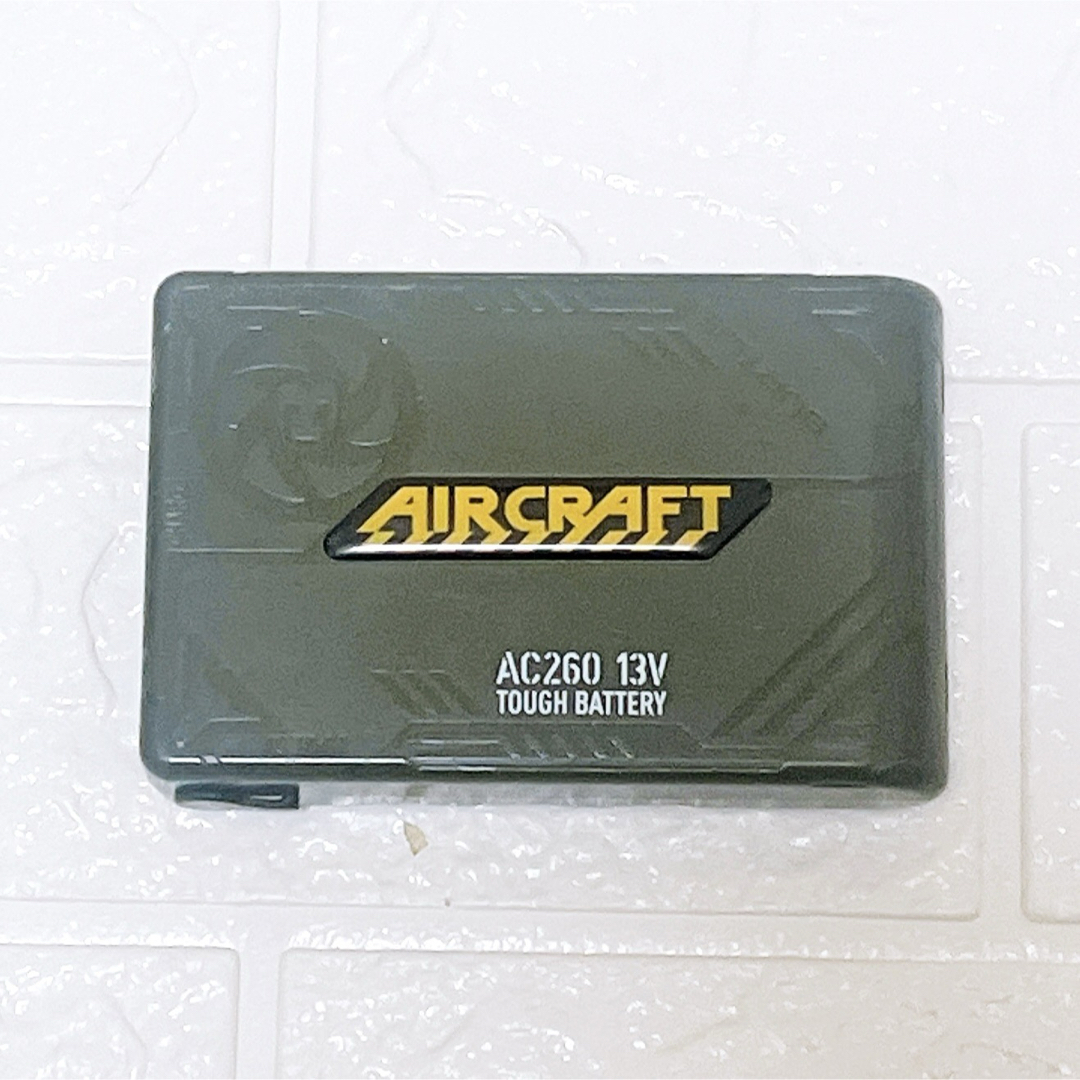 AIRCRAFT
AC260 13V
TOUGH BATTERY